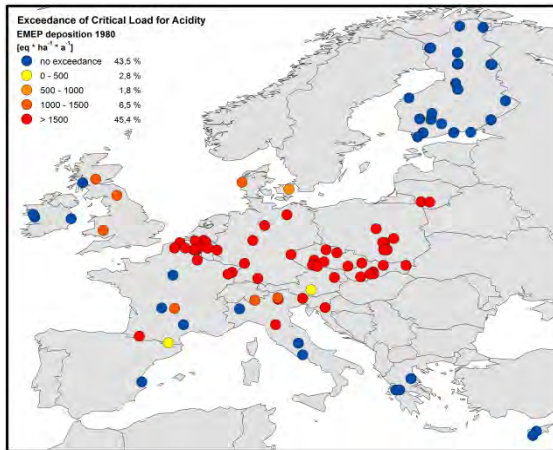 Exceedance of Critical Load for Acidity
EMEP deposition 1980
[eq * ha⁻¹ * a⁻¹]
no exceedance 43,5 %
0 - 500 2,8 %
500 - 1000 1,8 %
1000 - 1500 6,5 %
> 1500 45,4 %